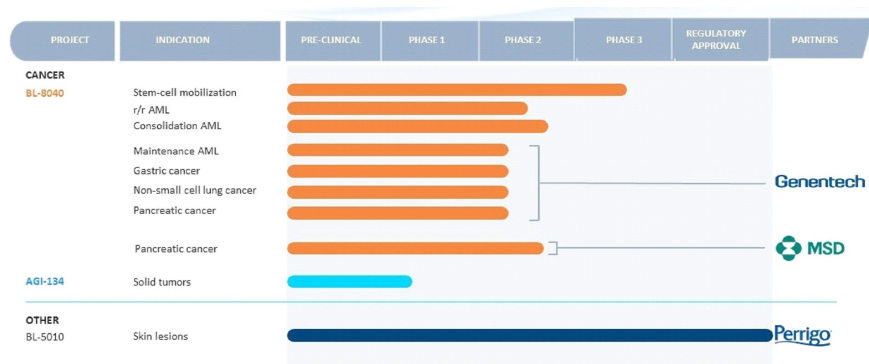 PROJECT INDICATION PRE-CLINICAL PHASE 1 PHASE 2 PHASE 3 REGULATORY APPROVAL PARTNERS
CANCER
BL-8040 Stem-cell mobilization
r/r AML
Consolidation AML
Maintenance AML
Gastric cancer
Non-small cell lung cancer
Pancreatic cancer
Genentech
Pancreatic cancer MSD
AGI-134 Solid tumors
OTHER
BL-5010 Skin lesions Perrigo